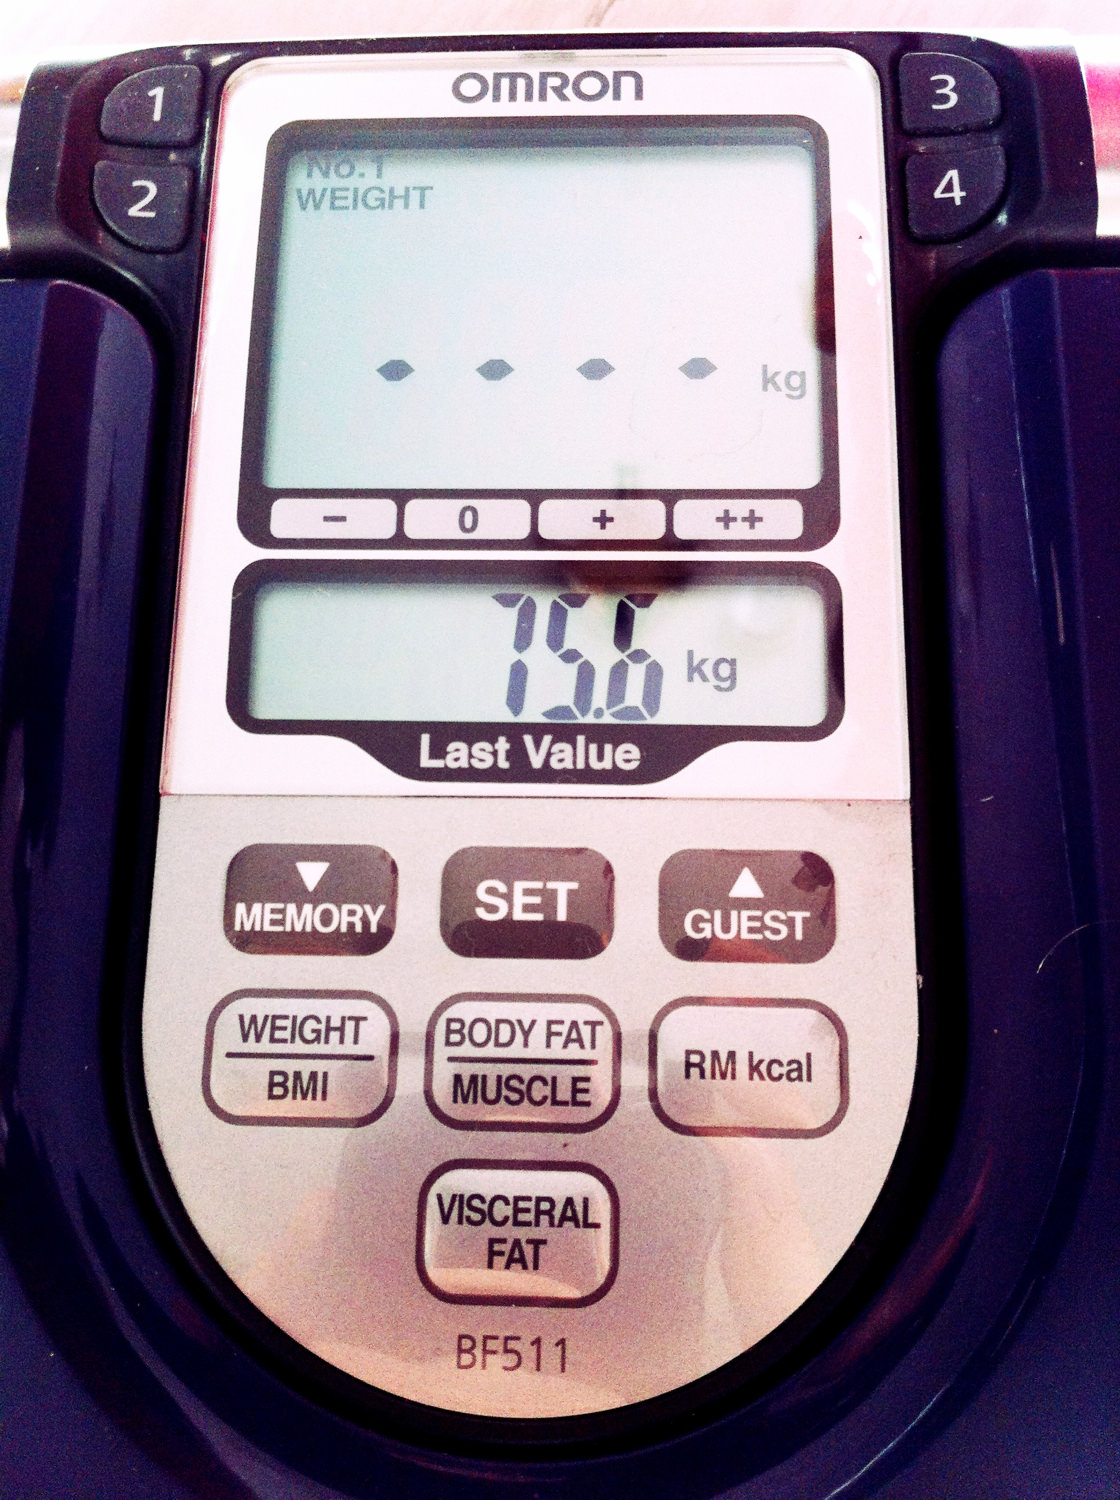 OMRON
1
3
2
4
No.1
WEIGHT
- - - - kg
− 0 + ++
75.6 kg
Last Value
▼ ▲
MEMORY SET GUEST
WEIGHT BODY FAT RM kcal
BMI MUSCLE
VISCERAL
FAT
BF511